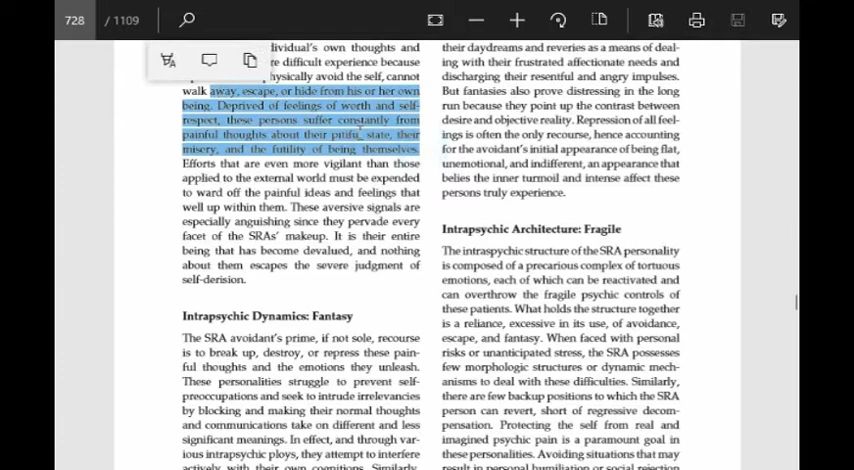 728 / 1109
dividual's own thoughts and
re difficult experience because
physically avoid the self, cannot
walk away, escape, or hide from his or her own
being. Deprived of feelings of worth and self-
respect, these persons suffer constantly from
painful thoughts about their pitiful state, their
misery, and the futility of being themselves.
Efforts that are even more vigilant than those
applied to the external world must be expended
to ward off the painful ideas and feelings that
well up within them. These aversive signals are
especially anguishing since they pervade every
facet of the SRAs' makeup. It is their entire
being that has become devalued, and nothing
about them escapes the severe judgment of
self-derision.
Intrapsychic Dynamics: Fantasy
The SRA avoidant's prime, if not sole, recourse
is to break up, destroy, or repress these pain-
ful thoughts and the emotions they unleash.
These personalities struggle to prevent self-
preoccupations and seek to intrude irrelevancies
by blocking and making their normal thoughts
and communications take on different and less
significant meanings. In effect, and through var-
ious intrapsychic ploys, they attempt to interfere
actively with their own cognitions. Similarly,
their daydreams and reveries as a means of deal-
ing with their frustrated affectionate needs and
discharging their resentful and angry impulses.
But fantasies also prove distressing in the long
run because they point up the contrast between
desire and objective reality. Repression of all feel-
ings is often the only recourse, hence accounting
for the avoidant's initial appearance of being flat,
unemotional, and indifferent, an appearance that
belies the inner turmoil and intense affect these
persons truly experience.
Intrapsychic Architecture: Fragile
The intraspychic structure of the SRA personality
is composed of a precarious complex of tortuous
emotions, each of which can be reactivated and
can overthrow the fragile psychic controls of
these patients. What holds the structure together
is a reliance, excessive in its use, of avoidance,
escape, and fantasy. When faced with personal
risks or unanticipated stress, the SRA possesses
few morphologic structures or dynamic mech-
anisms to deal with these difficulties. Similarly,
there are few backup positions to which the SRA
person can revert, short of regressive decom-
pensation. Protecting the self from real and
imagined psychic pain is a paramount goal in
these personalities. Avoiding situations that may
result in personal humiliation or social rejection